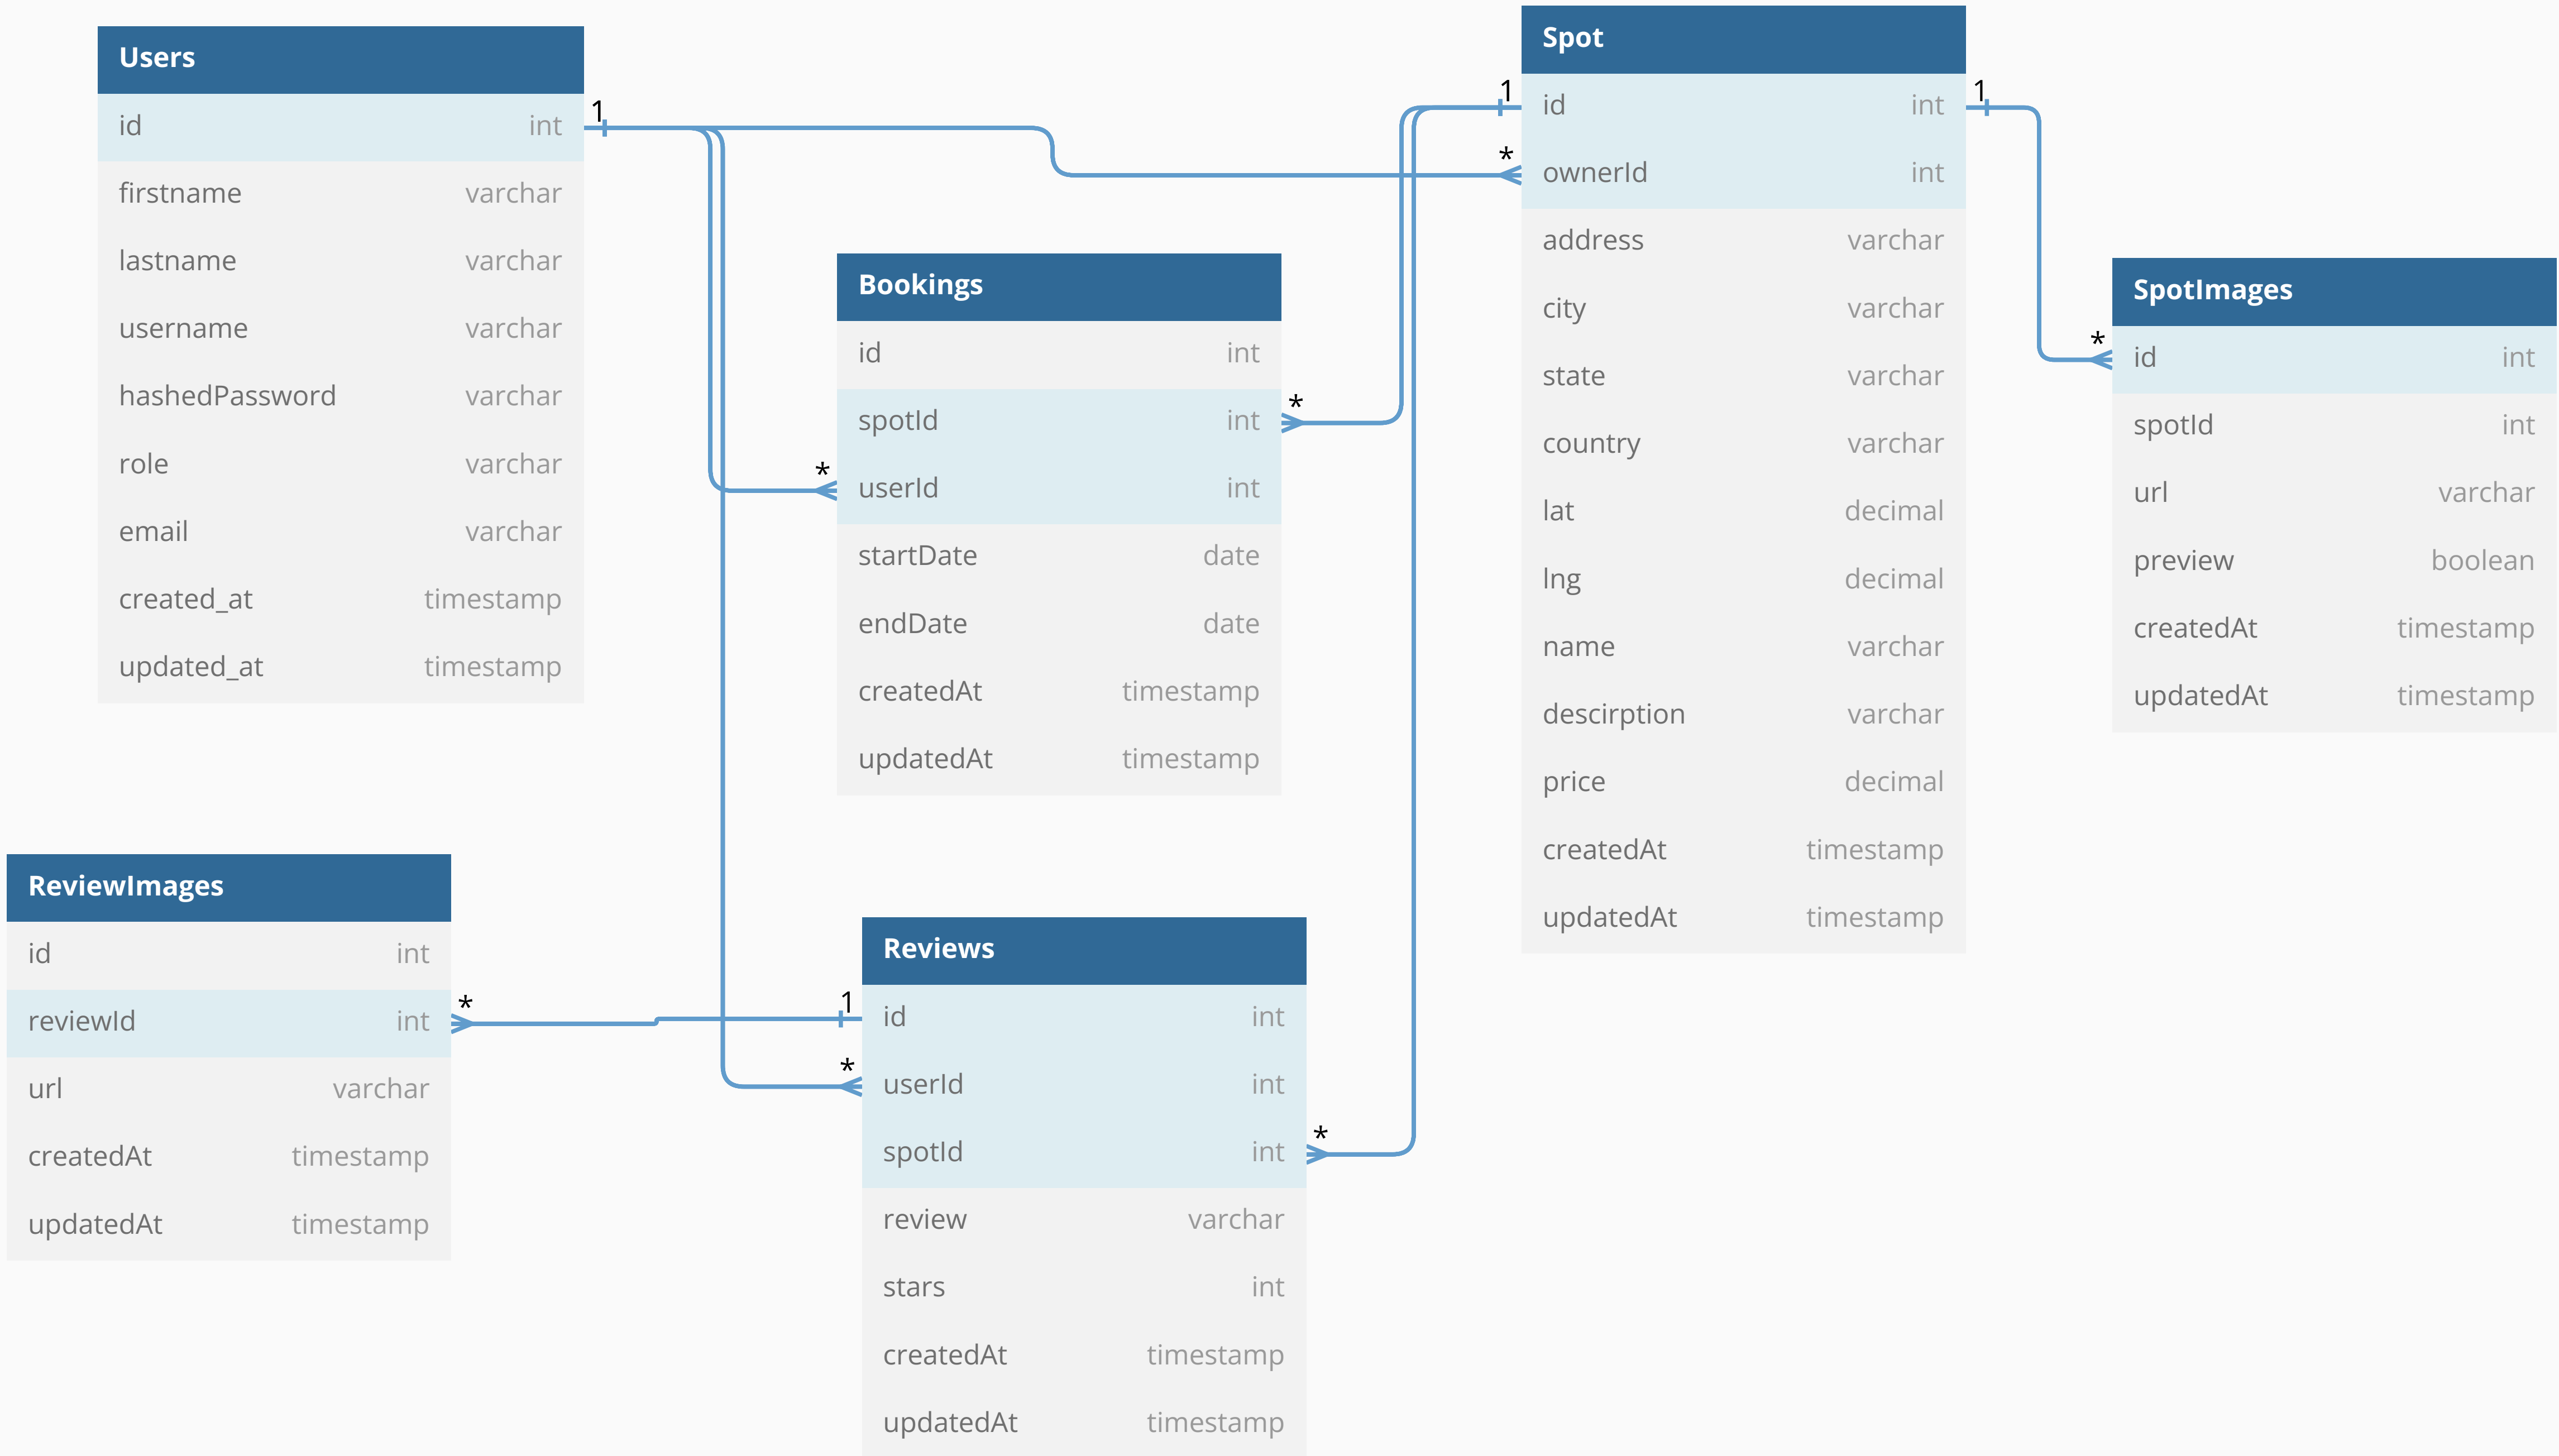 Users
id int
firstname varchar
lastname varchar
username varchar
hashedPassword varchar
role varchar
email varchar
created_at timestamp
updated_at timestamp
1
Bookings
id int
spotId int
userId int
startDate date
endDate date
createdAt timestamp
updatedAt timestamp
*
*
Spot
id int
ownerId int
address varchar
city varchar
state varchar
country varchar
lat decimal
lng decimal
name varchar
descirption varchar
price decimal
createdAt timestamp
updatedAt timestamp
1
*
1
SpotImages
id int
spotId int
url varchar
preview boolean
createdAt timestamp
updatedAt timestamp
*
ReviewImages
id int
reviewId int
url varchar
createdAt timestamp
updatedAt timestamp
*
Reviews
id int
userId int
spotId int
review varchar
stars int
createdAt timestamp
updatedAt timestamp
1
*
*